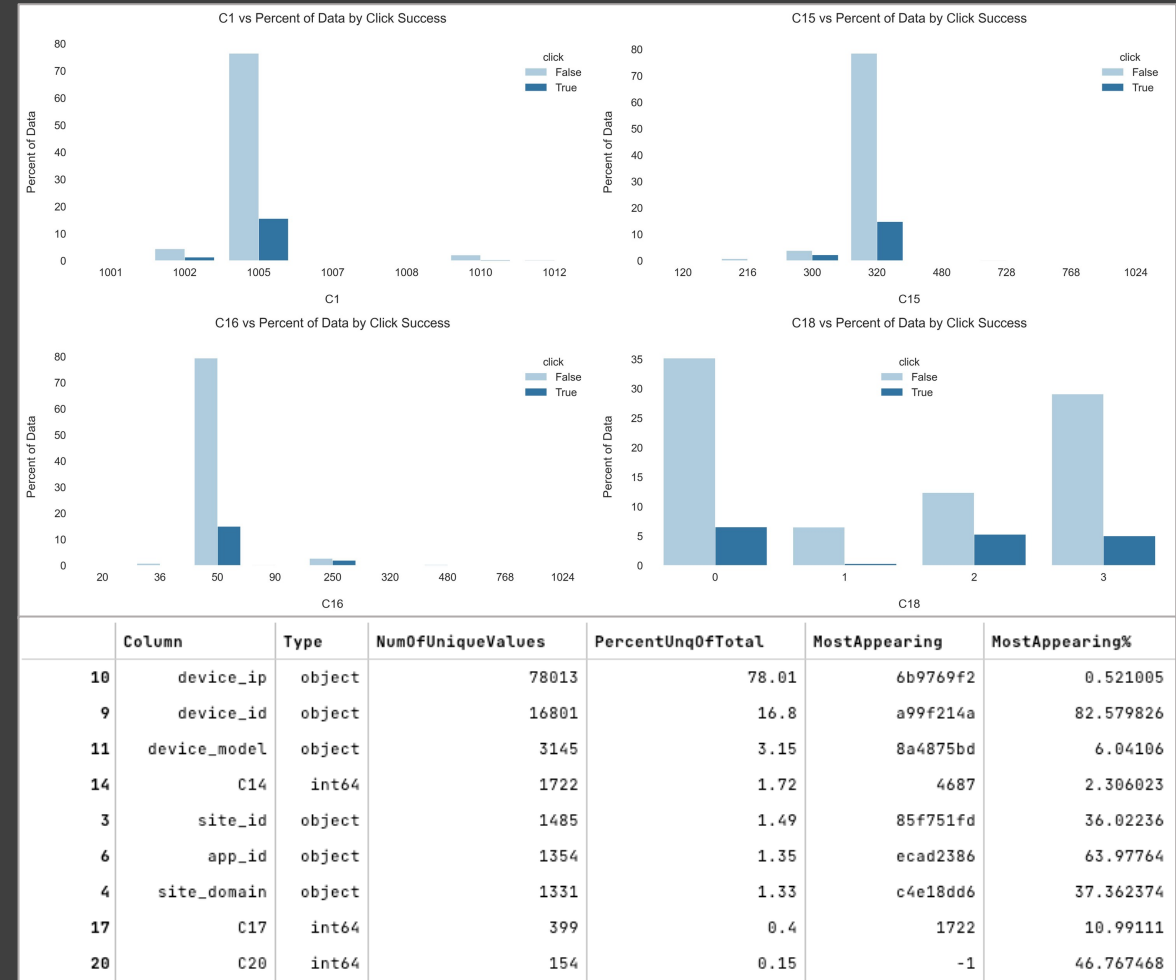 C1 vs Percent of Data by Click Success
80
70
60
50
40
30
20
10
0
Percent of Data
click
False
True
1001 1002 1005 1007 1008 1010 1012
C1
C15 vs Percent of Data by Click Success
80
70
60
50
40
30
20
10
0
Percent of Data
click
False
True
120 216 300 320 480 728 768 1024
C15
C16 vs Percent of Data by Click Success
80
70
60
50
40
30
20
10
0
Percent of Data
click
False
True
20 36 50 90 250 320 480 768 1024
C16
C18 vs Percent of Data by Click Success
35
30
25
20
15
10
5
0
Percent of Data
click
False
True
0 1 2 3
C18
Column Type NumOfUniqueValues PercentUnqOfTotal MostAppearing MostAppearing%
10 device_ip object 78013 78.01 6b9769f2 0.521005
9 device_id object 16801 16.8 a99f214a 82.579826
11 device_model object 3145 3.15 8a4875bd 6.04106
14 C14 int64 1722 1.72 4687 2.306023
3 site_id object 1485 1.49 85f751fd 36.02236
6 app_id object 1354 1.35 ecad2386 63.97764
4 site_domain object 1331 1.33 c4e18dd6 37.362374
17 C17 int64 399 0.4 1722 10.99111
20 C20 int64 154 0.15 -1 46.767468